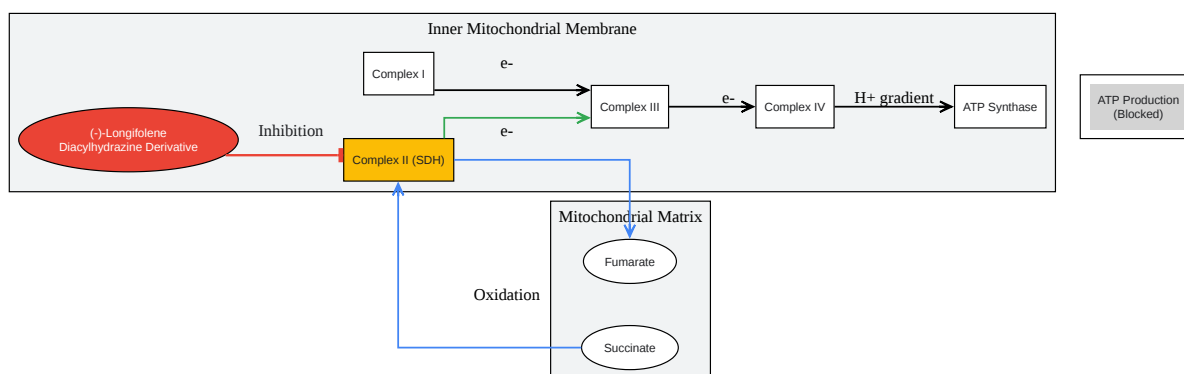 Inner Mitochondrial Membrane
Complex I
e-
Complex III
e-
Complex IV
H+ gradient
ATP Synthase
ATP Production
(Blocked)
(-)-Longifolene
Diacylhydrazine Derivative
Inhibition
e-
Complex II (SDH)
Mitochondrial Matrix
Fumarate
Oxidation
Succinate